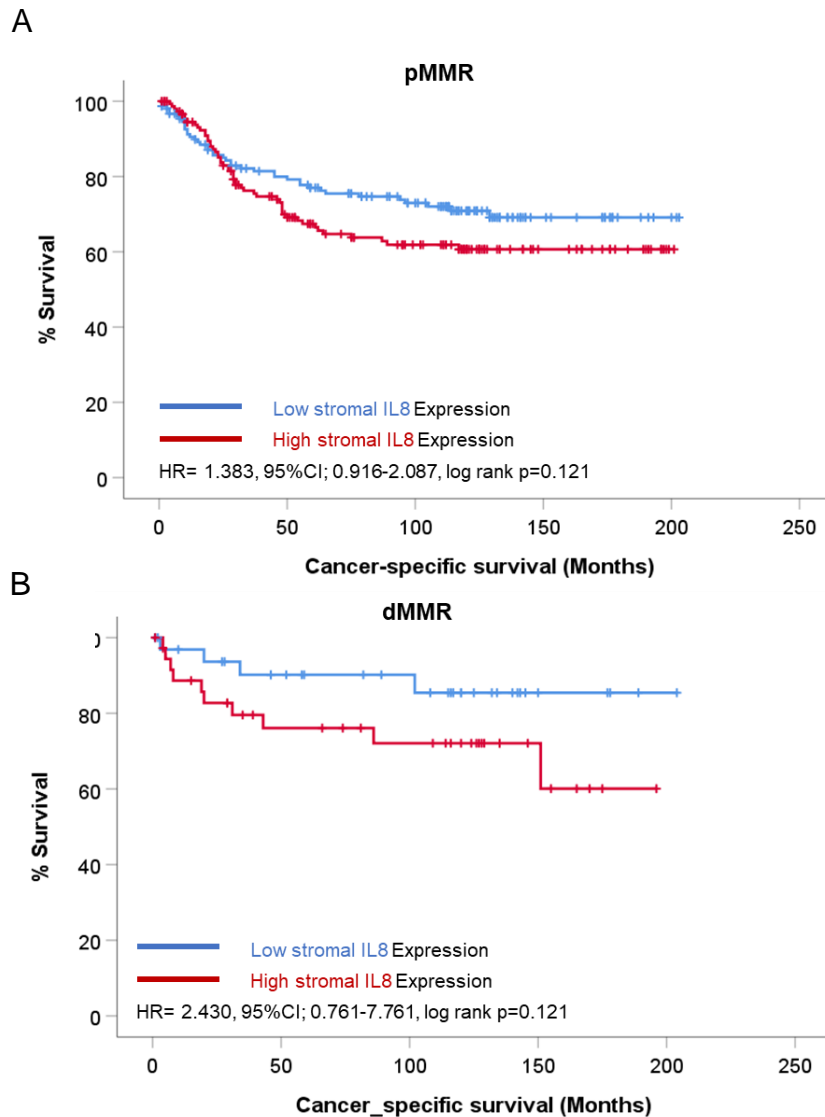 A
pMMR
100
80
60
40
20
0
% Survival
Low stromal IL8 Expression
High stromal IL8 Expression
HR= 1.383, 95%CI; 0.916-2.087, log rank p=0.121
0 50 100 150 200 250
Cancer-specific survival (Months)
B
dMMR
80
60
40
20
0
% Survival
Low stromal IL8 Expression
High stromal IL8 Expression
HR= 2.430, 95%CI; 0.761-7.761, log rank p=0.121
0 50 100 150 200
Cancer_specific survival (Months)